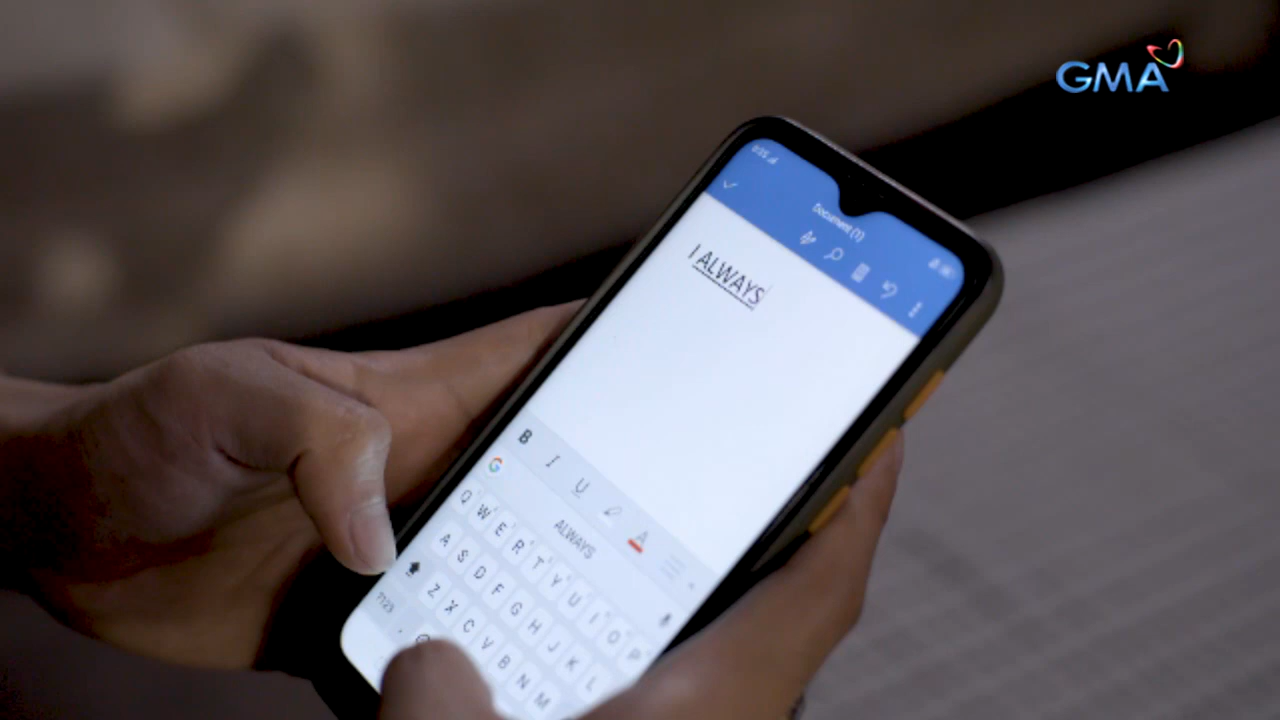 GMA
Document (1)
I ALWAYS
B I U A
G
ALWAYS
Q W E R T Y U I O P
A S D F G H J K L
Z X C V B N M
?123 , @